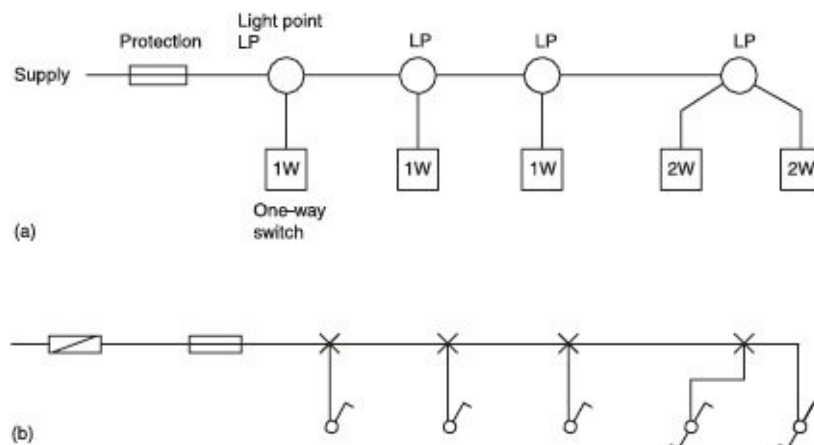 Light point
Protection LP LP LP LP
Supply
1W 1W 1W 2W 2W
One-way
switch
(a)
(b)